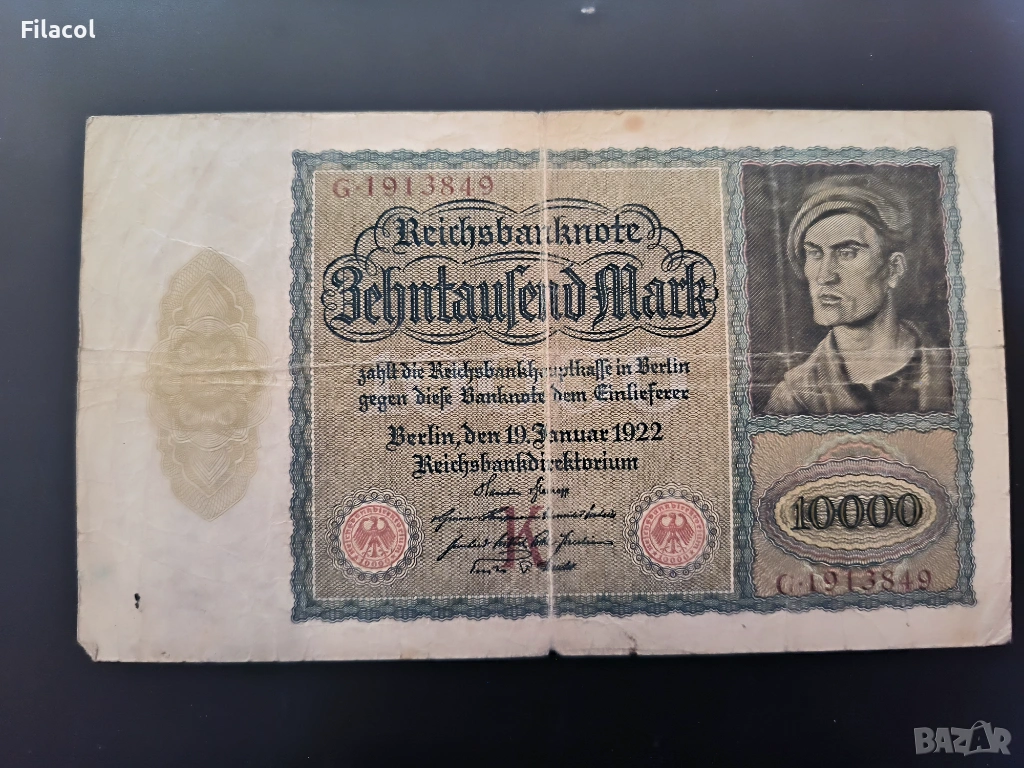 Filacol
G·1913849
Reichsbanknote
Zehntausend Mark
zahlt die Reichsbankhauptkasse in Berlin
gegen diese Banknote dem Einlieferer
Berlin, den 19. Januar 1922
Reichsbankdirektorium
K
10000
G·1913849
BAZAR